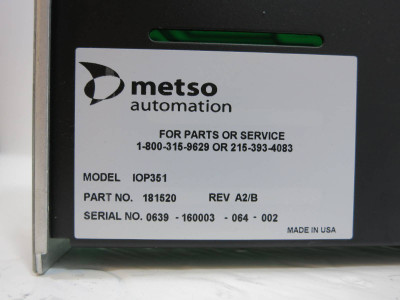 metso
automation
FOR PARTS OR SERVICE
1-800-315-9629 OR 215-393-4083
MODEL IOP351
PART NO. 181520 REV A2/B
SERIAL NO. 0639 - 160003 - 064 - 002
MADE IN USA